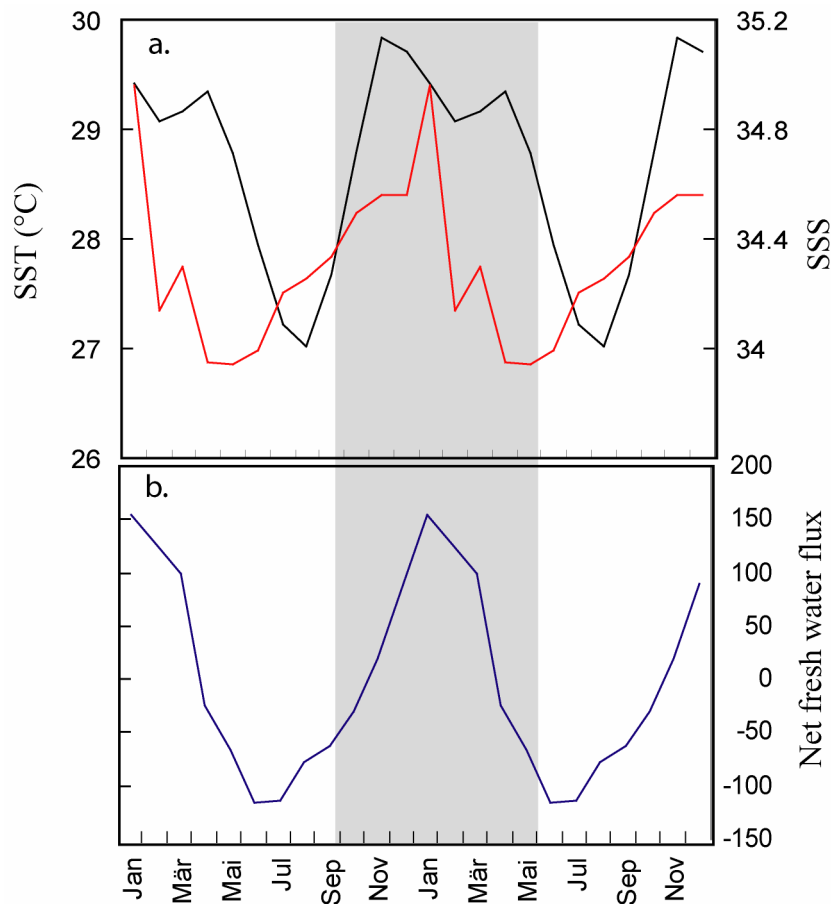 a.
30
29
28
27
26
SST (°C)
35.2
34.8
34.4
34
SSS
b.
200
150
100
50
0
-50
-100
-150
Net fresh water flux
Jan
Mär
Mai
Jul
Sep
Nov
Jan
Mär
Mai
Jul
Sep
Nov